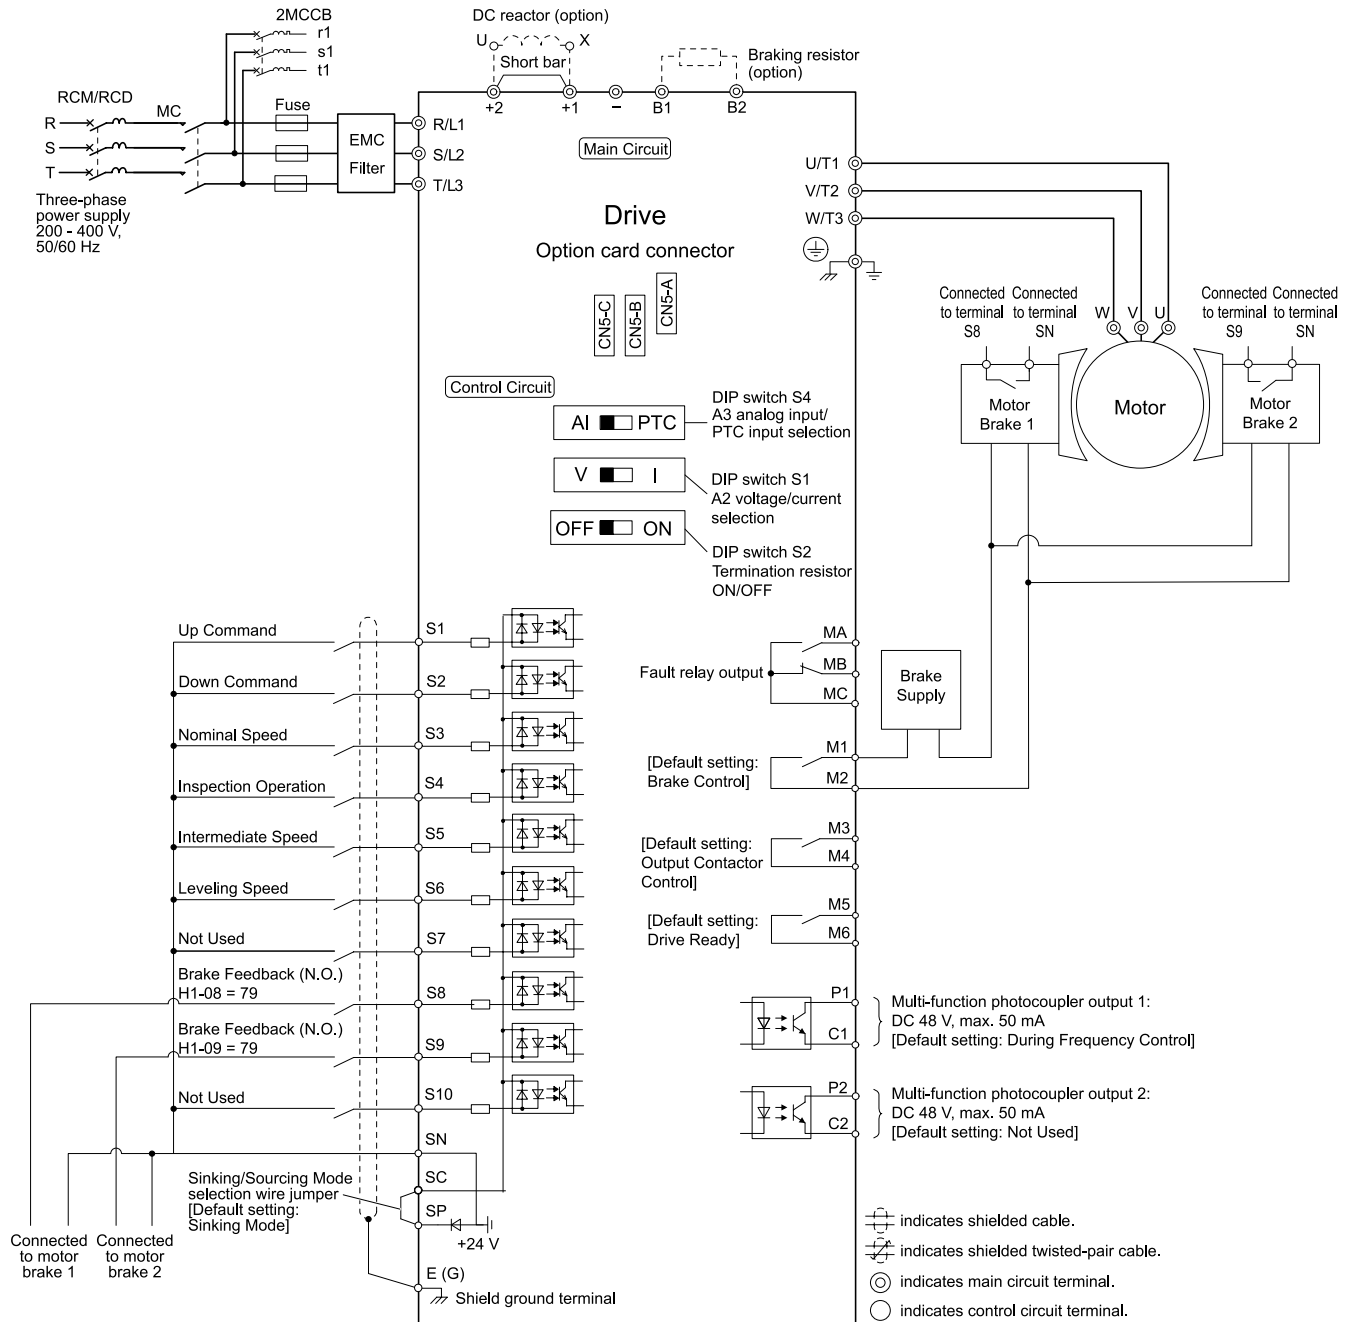 2MCCB
r1
s1
t1
DC reactor (option)
U
X
Short bar
Braking resistor
(option)
+2
+1
−
B1
B2
RCM/RCD
MC
Fuse
R
S
T
EMC
Filter
R/L1
S/L2
T/L3
Three-phase
power supply
200 - 400 V,
50/60 Hz
Main Circuit
U/T1
V/T2
W/T3
Drive
Option card connector
CN5-C
CN5-B
CN5-A
Control Circuit
AI
PTC
DIP switch S4
A3 analog input/
PTC input selection
V
I
DIP switch S1
A2 voltage/current
selection
OFF
ON
DIP switch S2
Termination resistor
ON/OFF
Connected
to terminal
S8
Connected
to terminal
SN
W
V
U
Connected
to terminal
S9
Connected
to terminal
SN
Motor
Brake 1
Motor
Motor
Brake 2
Up Command
S1
Down Command
S2
Nominal Speed
S3
Inspection Operation
S4
Intermediate Speed
S5
Leveling Speed
S6
Not Used
S7
Brake Feedback (N.O.)
H1-08 = 79
S8
Brake Feedback (N.O.)
H1-09 = 79
S9
Not Used
S10
SN
SC
SP
+24 V
Sinking/Sourcing Mode
selection wire jumper
[Default setting:
Sinking Mode]
Connected
to motor
brake 1
Connected
to motor
brake 2
E (G)
Shield ground terminal
Fault relay output
MA
MB
MC
Brake
Supply
[Default setting:
Brake Control]
M1
M2
[Default setting:
Output Contactor
Control]
M3
M4
[Default setting:
Drive Ready]
M5
M6
P1
C1
Multi-function photocoupler output 1:
DC 48 V, max. 50 mA
[Default setting: During Frequency Control]
P2
C2
Multi-function photocoupler output 2:
DC 48 V, max. 50 mA
[Default setting: Not Used]
indicates shielded cable.
indicates shielded twisted-pair cable.
indicates main circuit terminal.
indicates control circuit terminal.